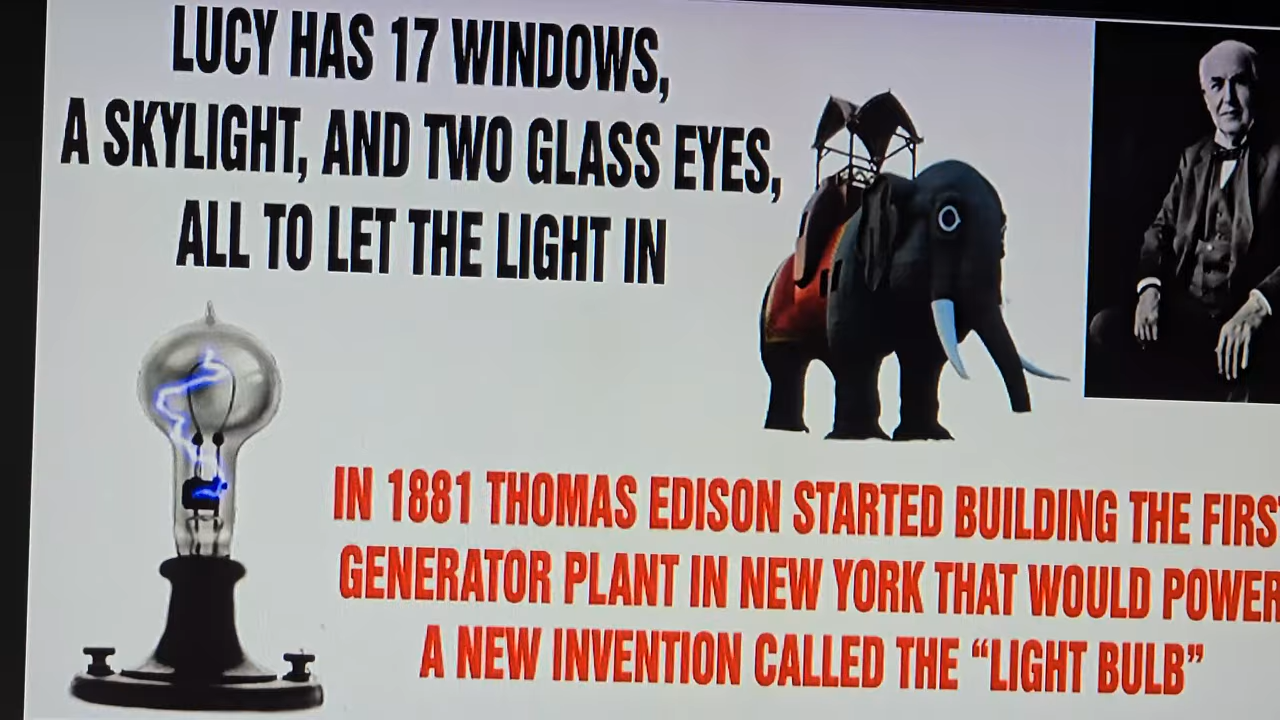 LUCY HAS 17 WINDOWS,
A SKYLIGHT, AND TWO GLASS EYES,
ALL TO LET THE LIGHT IN
IN 1881 THOMAS EDISON STARTED BUILDING THE FIRST
GENERATOR PLANT IN NEW YORK THAT WOULD POWER
A NEW INVENTION CALLED THE “LIGHT BULB”